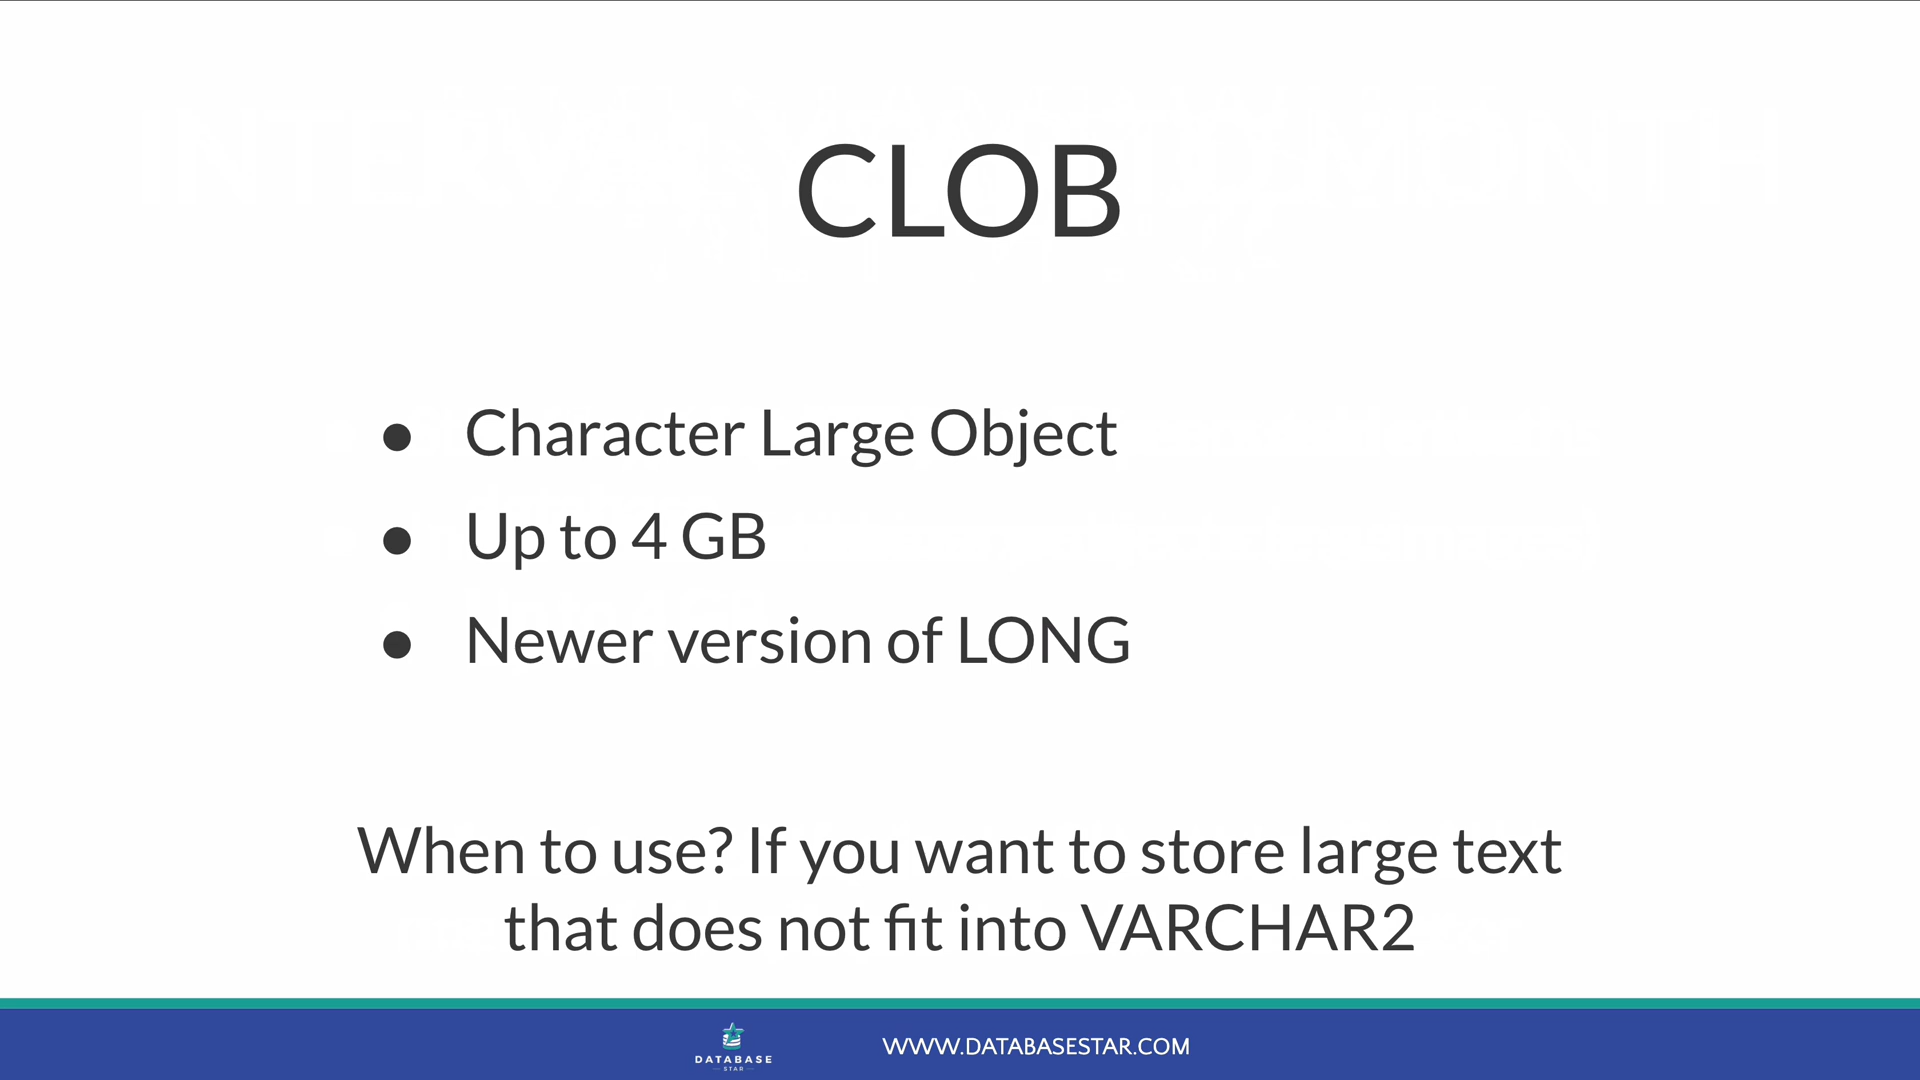 CLOB
● Character Large Object
● Up to 4 GB
● Newer version of LONG
When to use? If you want to store large text
that does not fit into VARCHAR2
DATABASE
STAR
WWW.DATABASESTAR.COM